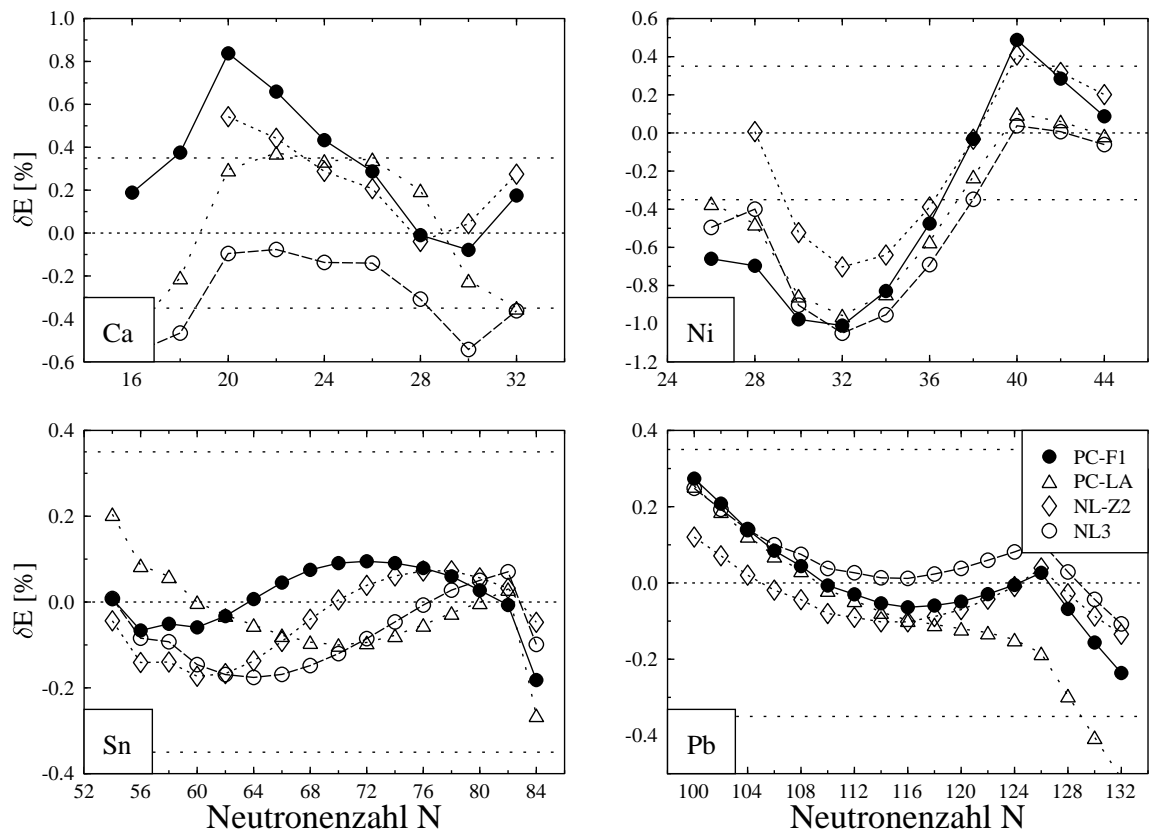 1.0
0.8
0.6
0.4
0.2
0.0
-0.2
-0.4
-0.6
δE [%]
Ca
16 20 24 28 32
0.6
0.4
0.2
0.0
-0.2
-0.4
-0.6
-0.8
-1.0
-1.2
Ni
24 28 32 36 40 44
0.4
0.2
0.0
-0.2
-0.4
δE [%]
Sn
52 56 60 64 68 72 76 80 84
Neutronenzahl N
0.4
0.2
0.0
-0.2
-0.4
PC-F1
PC-LA
NL-Z2
NL3
Pb
100 104 108 112 116 120 124 128 132
Neutronenzahl N